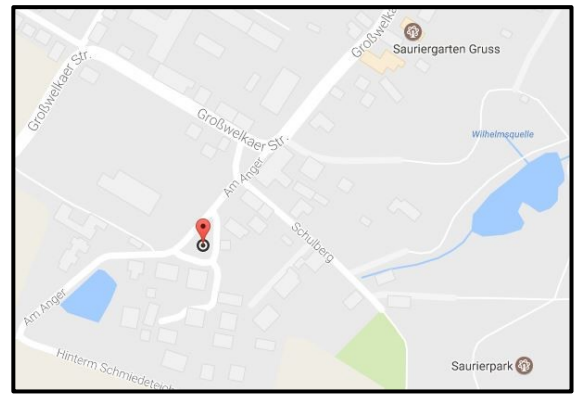 Großwelka
Sauriergarten Gruss
Großwelkaer Str.
Großwelkaer Str.
Wilhelmsquelle
Am Anger
Schulberg
Am Anger
Hinterm Schmiedeteich
Saurierpark